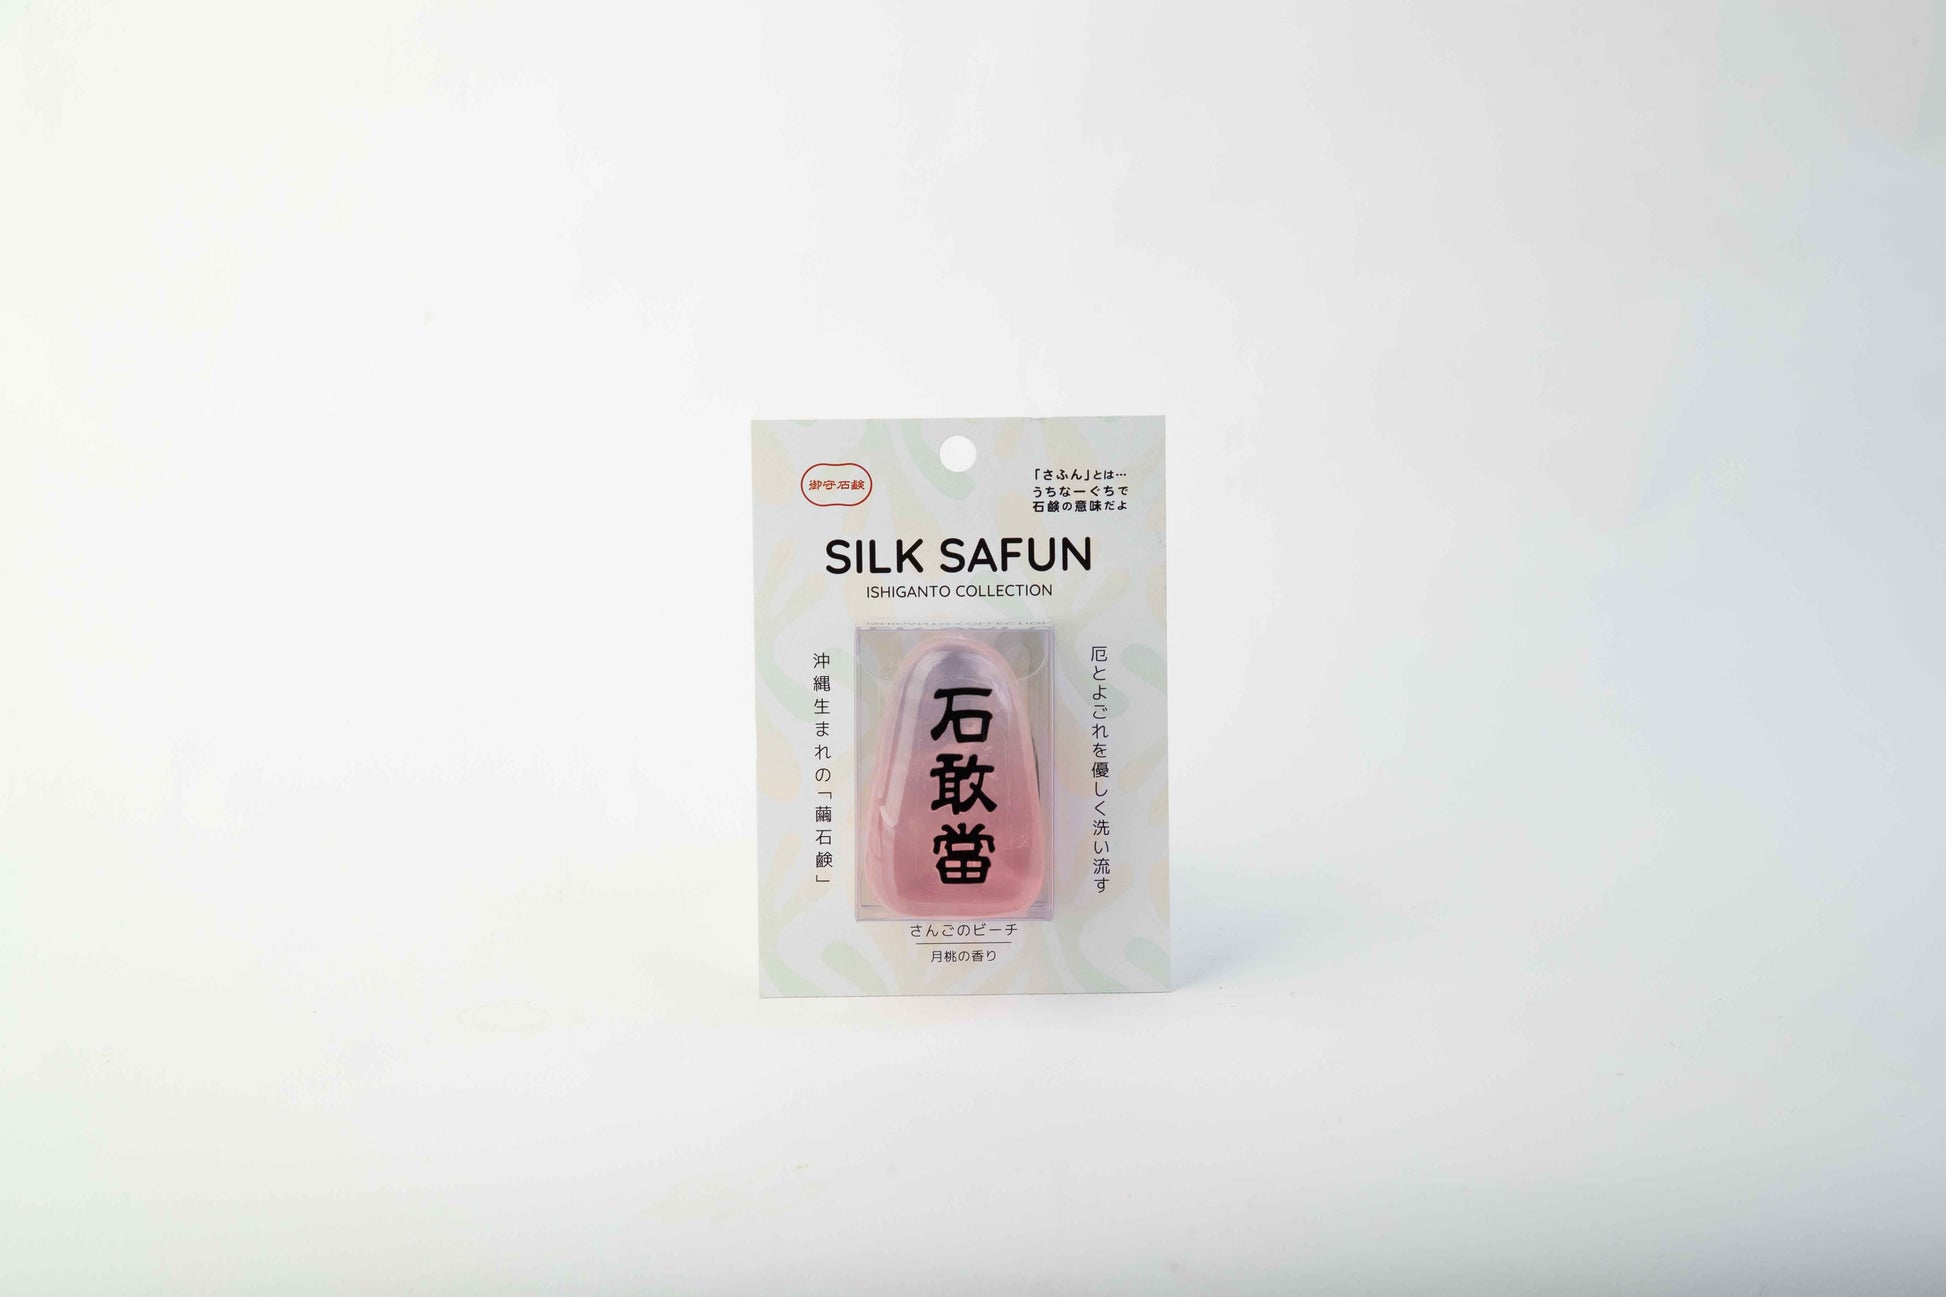 御守石鹸
「さふん」とは…
うちなーぐちで
石鹸の意味だよ
SILK SAFUN
ISHIGANTO COLLECTION
厄とよごれを優しく洗い流す
石敢當
沖縄生まれの「繭石鹸」
さんごのビーチ
月桃の香り